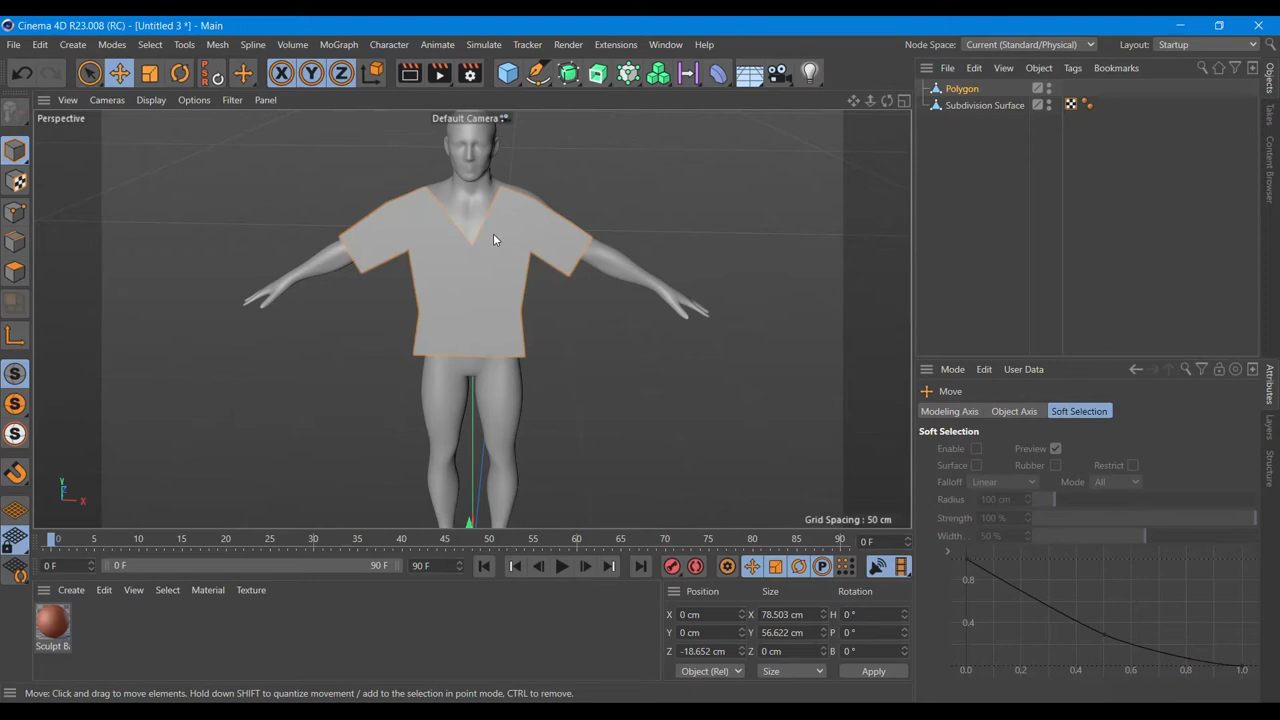 Cinema 4D R23.008 (RC) - [Untitled 3 *] - Main
File Edit Create Modes Select Tools Mesh Spline Volume MoGraph Character Animate Simulate Tracker Render Extensions Window Help
Node Space: Current (Standard/Physical) Layout: Startup
PSR 0
X Y Z
File Edit View Object Tags Bookmarks
Polygon
Subdivision Surface
View Cameras Display Options Filter Panel
Perspective
Default Camera
Y
Z
X
Grid Spacing : 50 cm
Objects
Takes
Content Browser
Attributes
Layers
Structure
Mode Edit User Data
Move
Modeling Axis Object Axis Soft Selection
Soft Selection
Enable Preview
Surface Rubber Restrict
Falloff Linear Mode All
Radius 100 cm
Strength 100 %
Width . . 50 %
0.8
0.4
0.0 0.2 0.4 0.6 0.8 1.0
S
S
S
0 5 10 15 20 25 30 35 40 45 50 55 60 65 70 75 80 85 90
0 F
0 F 0 F 90 F 90 F
P
Create Edit View Select Material Texture
Sculpt B
Position Size Rotation
X 0 cm X 78.503 cm H 0 °
Y 0 cm Y 56.622 cm P 0 °
Z -18.652 cm Z 0 cm B 0 °
Object (Rel) Size Apply
Move: Click and drag to move elements. Hold down SHIFT to quantize movement / add to the selection in point mode, CTRL to remove.